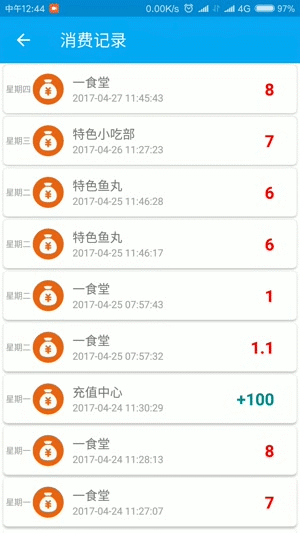 中午12:44 0.00K/s 4G 97%
消费记录
星期四 一食堂 8
2017-04-27 11:45:43
星期三 特色小吃部 7
2017-04-26 11:27:23
星期二 特色鱼丸 6
2017-04-25 11:46:28
星期二 特色鱼丸 6
2017-04-25 11:46:17
星期二 一食堂 1
2017-04-25 07:57:43
星期二 一食堂 1.1
2017-04-25 07:57:32
星期一 充值中心 +100
2017-04-24 11:30:29
星期一 一食堂 8
2017-04-24 11:28:13
星期一 一食堂 7
2017-04-24 11:27:07